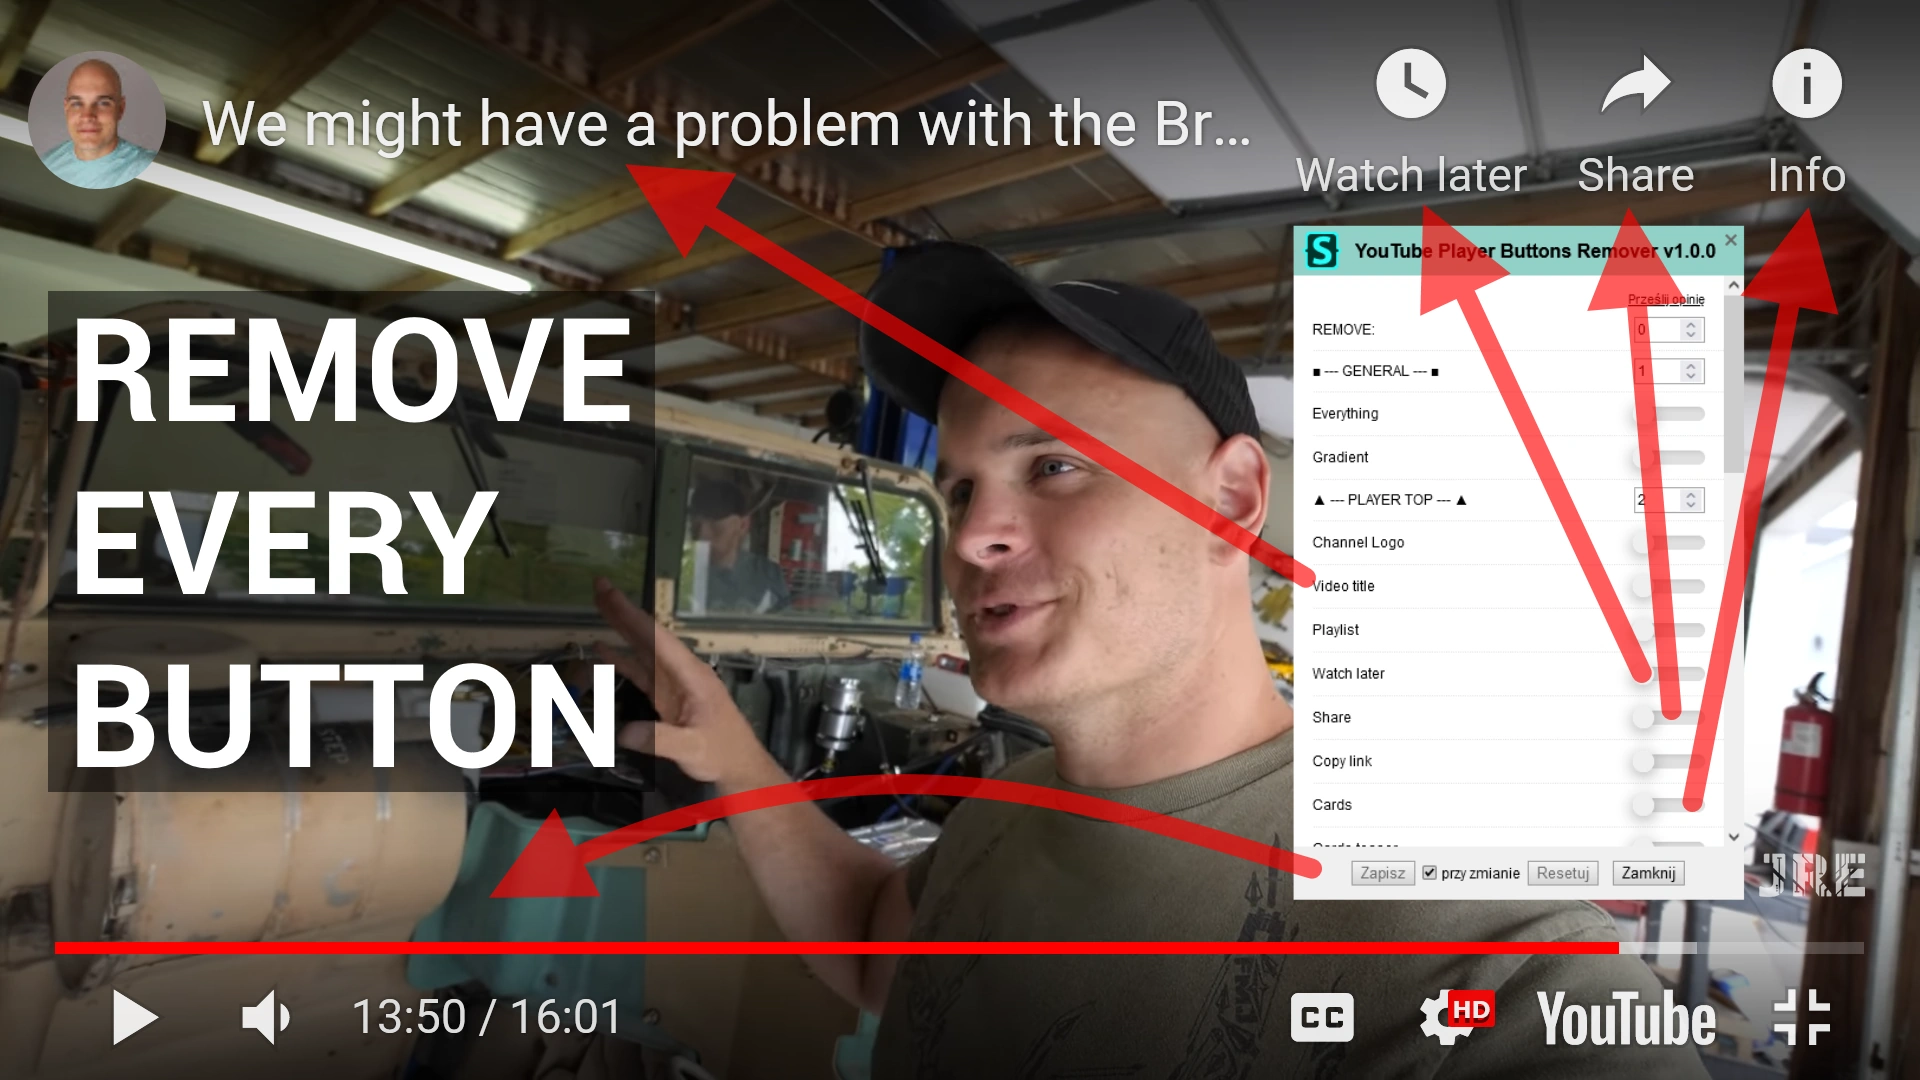 We might have a problem with the Br...
Watch later
Share
Info
REMOVE
EVERY
BUTTON
S YouTube Player Buttons Remover v1.0.0
Prześlij opinię
REMOVE: 0
■ --- GENERAL --- ■ 1
Everything
Gradient
▲ --- PLAYER TOP --- ▲ 2
Channel Logo
Video title
Playlist
Watch later
Share
Copy link
Cards
Zapisz przy zmianie Resetuj Zamknij
JRE
13:50 / 16:01
CC
HD
YouTube